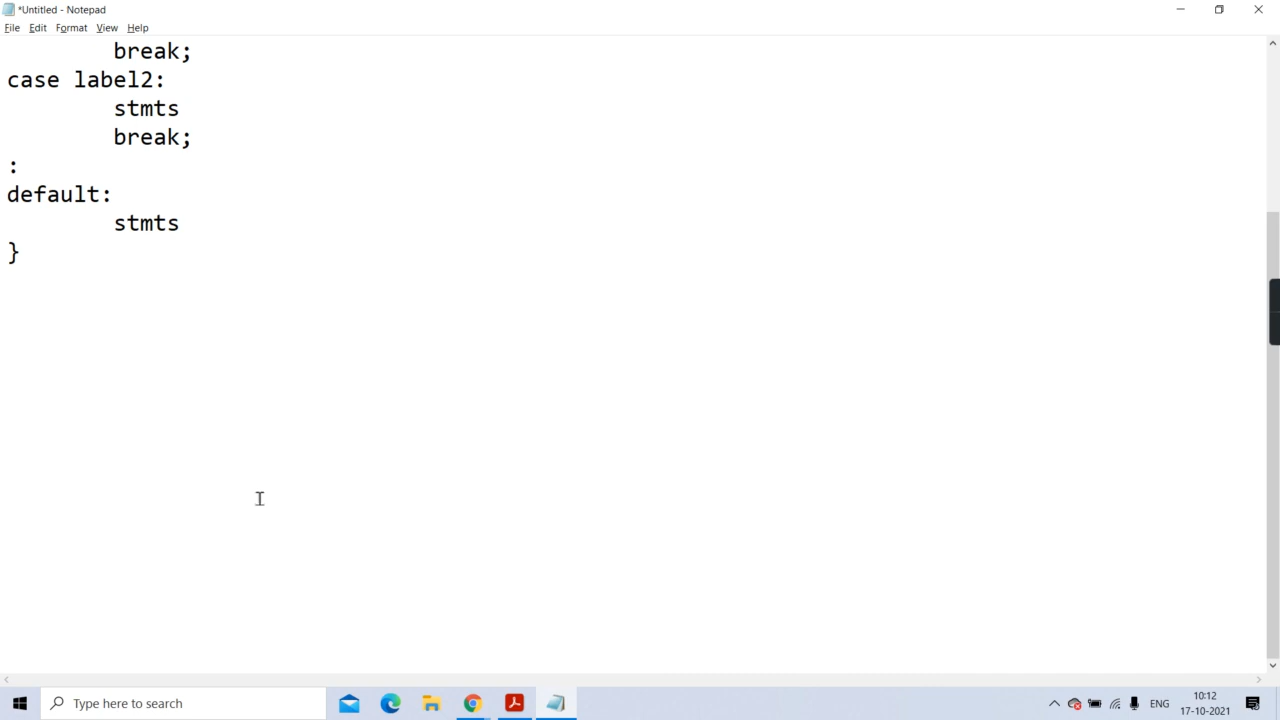 *Untitled - Notepad
File Edit Format View Help
break;
case label2:
stmts
break;
:
default:
stmts
}
Type here to search
ENG
10:12
17-10-2021